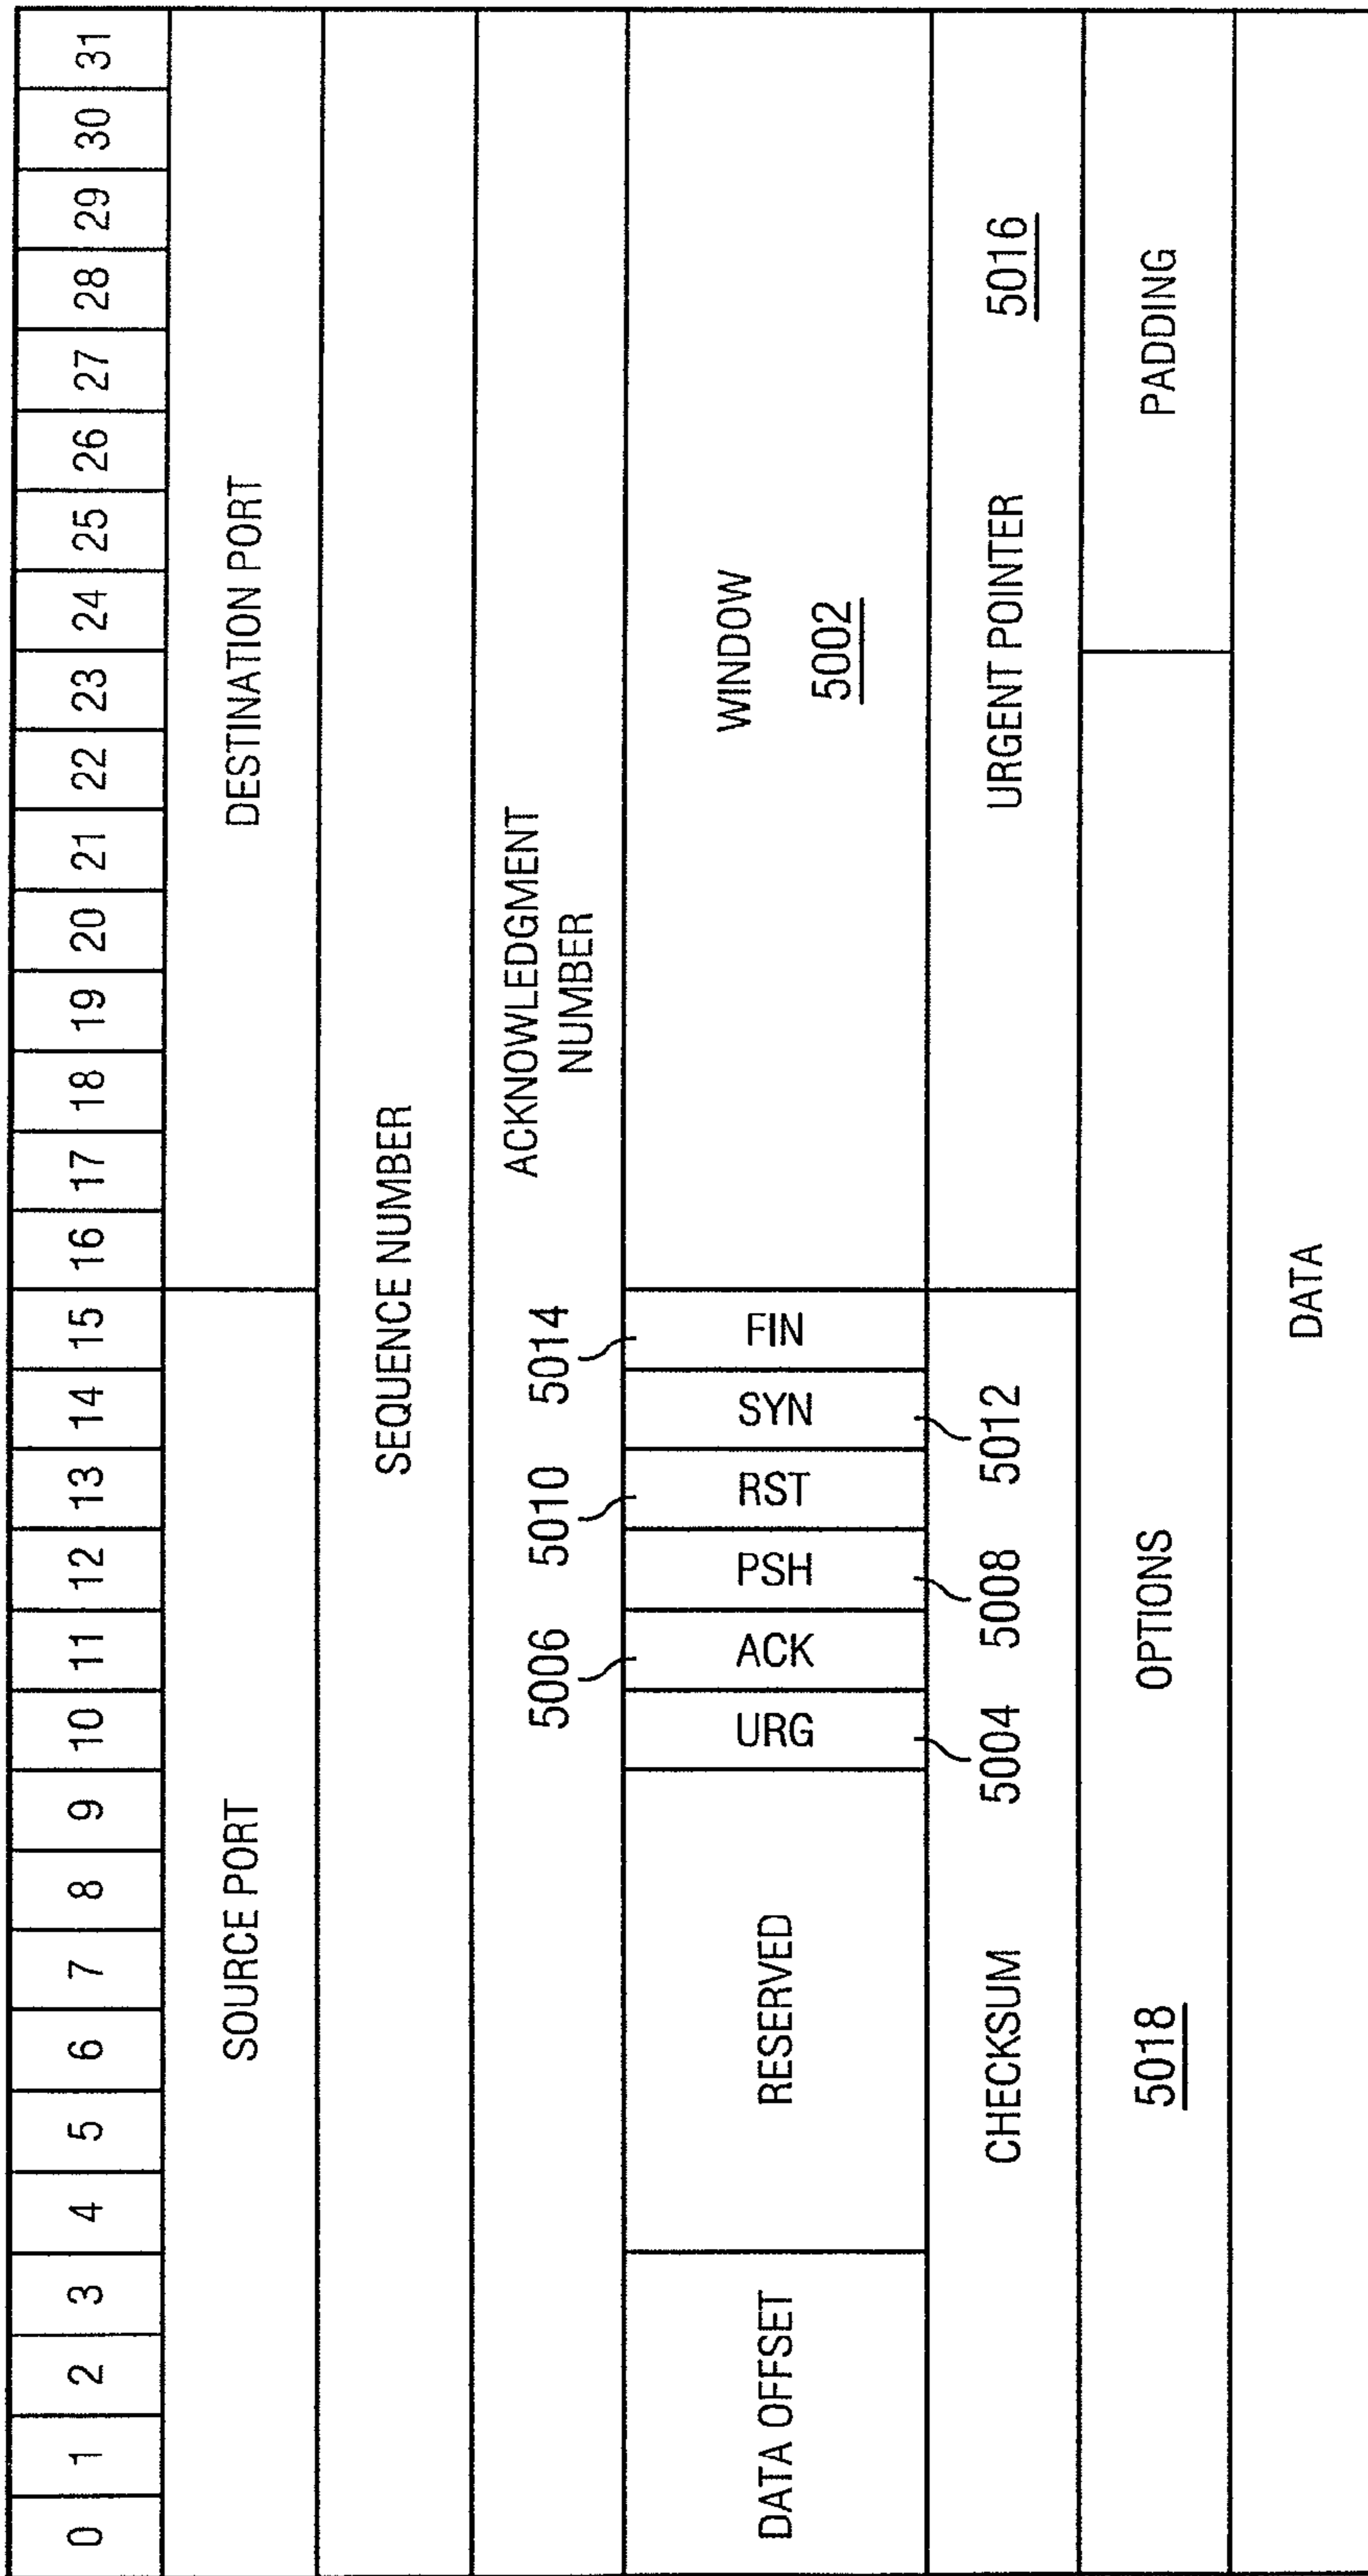 0 1 2 3 4 5 6 7 8 9 10 11 12 13 14 15 16 17 18 19 20 21 22 23 24 25 26 27 28 29 30 31
SOURCE PORT DESTINATION PORT
SEQUENCE NUMBER
ACKNOWLEDGMENT
NUMBER
5006 5010 5014
DATA OFFSET RESERVED URG ACK PSH RST SYN FIN WINDOW
5002
5004 5008 5012
CHECKSUM URGENT POINTER 5016
5018 OPTIONS PADDING
DATA